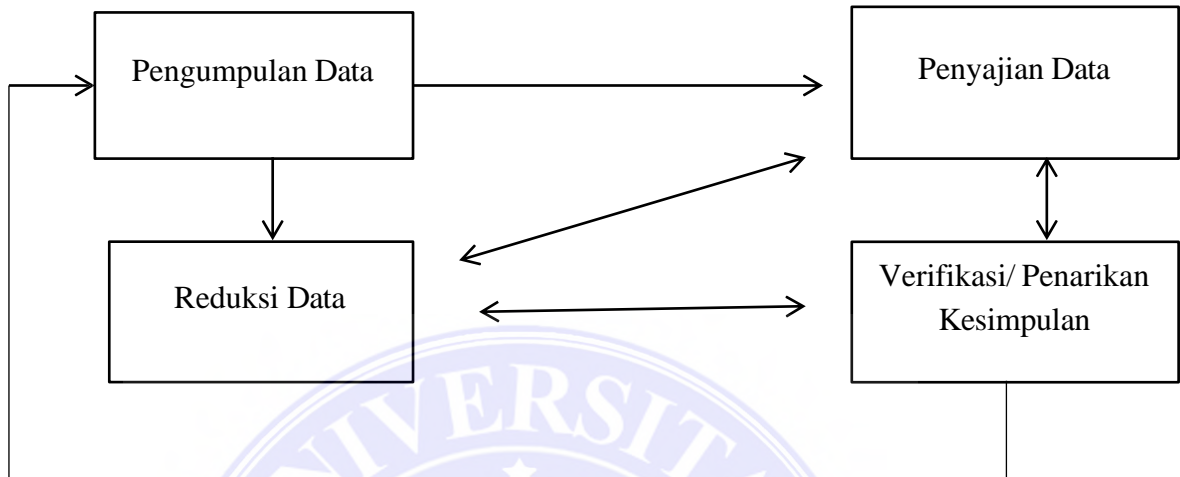 Pengumpulan Data
Penyajian Data
Reduksi Data
Verifikasi/ Penarikan
Kesimpulan